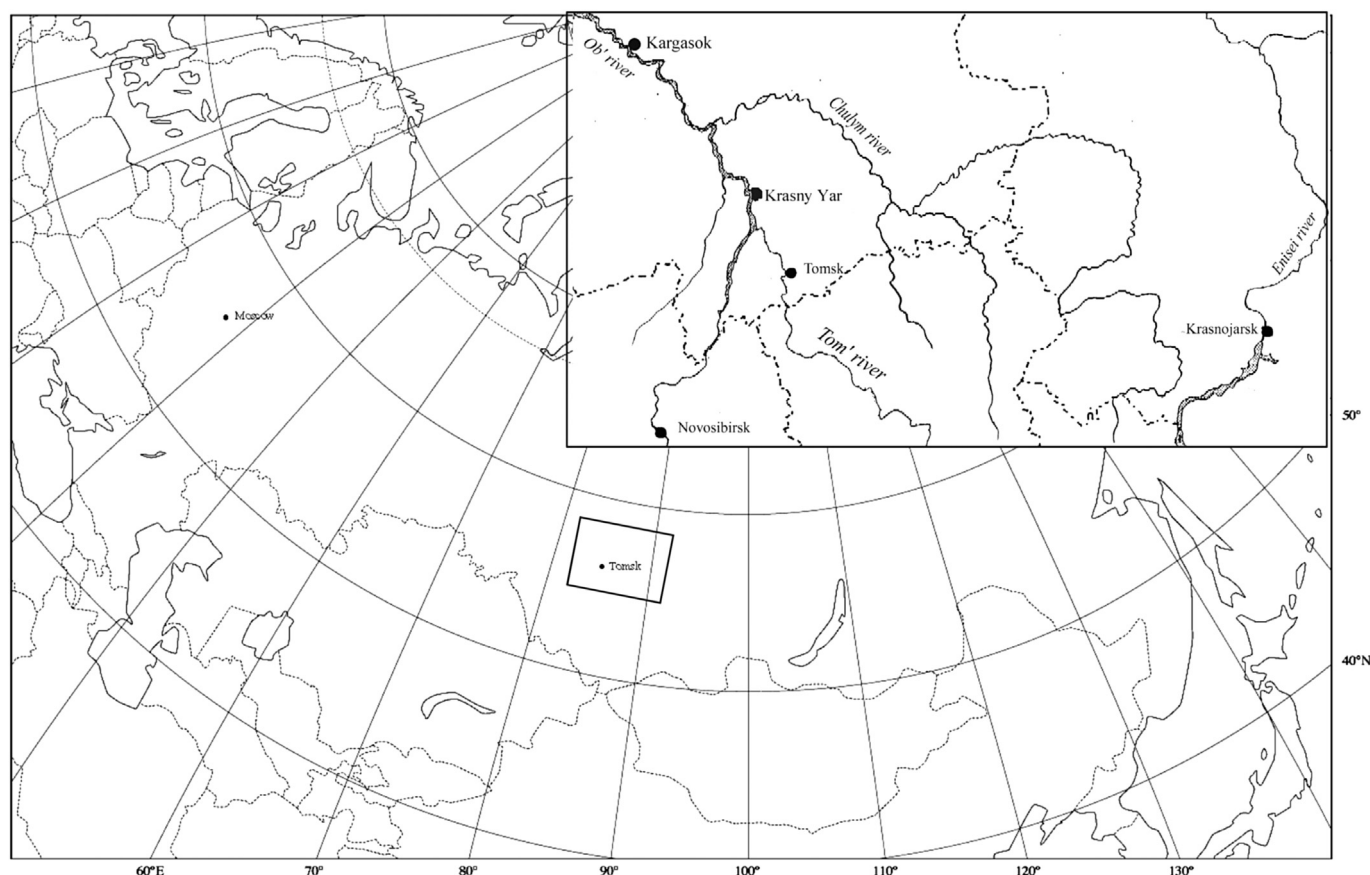 Kargasok
Ob' river
Chulym river
Krasny Yar
Eniset river
Tomsk
Moscow
Krasnojarsk
Tom' river
50°
Novosibirsk
Tomsk
40°N
60°E
70°
80°
90°
100°
110°
120°
130°